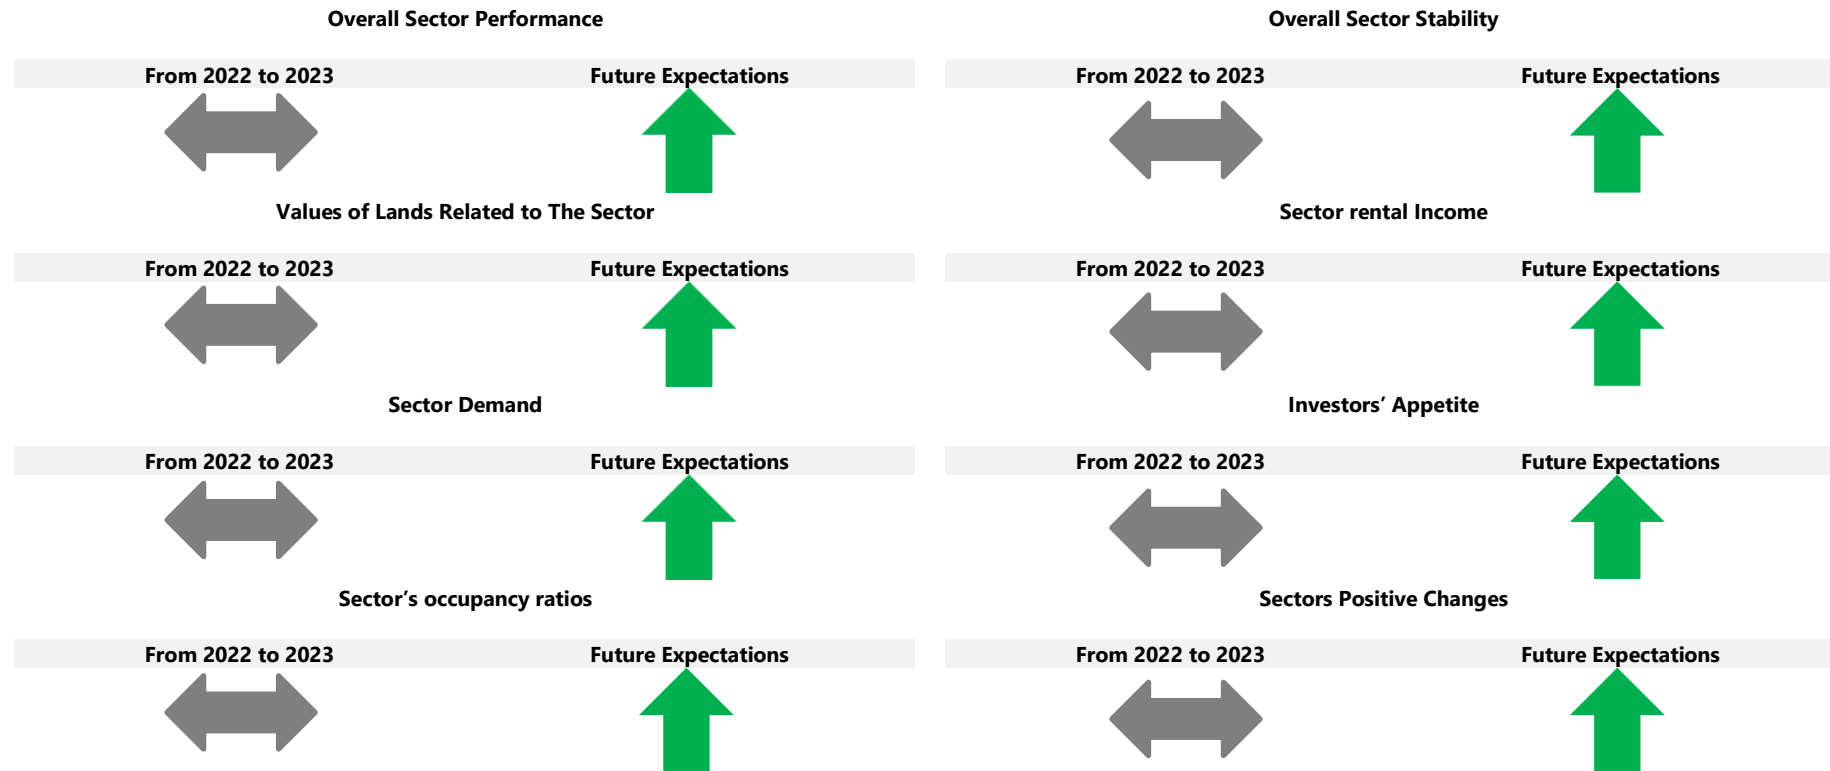 Overall Sector Performance
Overall Sector Stability
From 2022 to 2023
Future Expectations
From 2022 to 2023
Future Expectations
Values of Lands Related to The Sector
Sector rental Income
From 2022 to 2023
Future Expectations
From 2022 to 2023
Future Expectations
Sector Demand
Investors’ Appetite
From 2022 to 2023
Future Expectations
From 2022 to 2023
Future Expectations
Sector’s occupancy ratios
Sectors Positive Changes
From 2022 to 2023
Future Expectations
From 2022 to 2023
Future Expectations